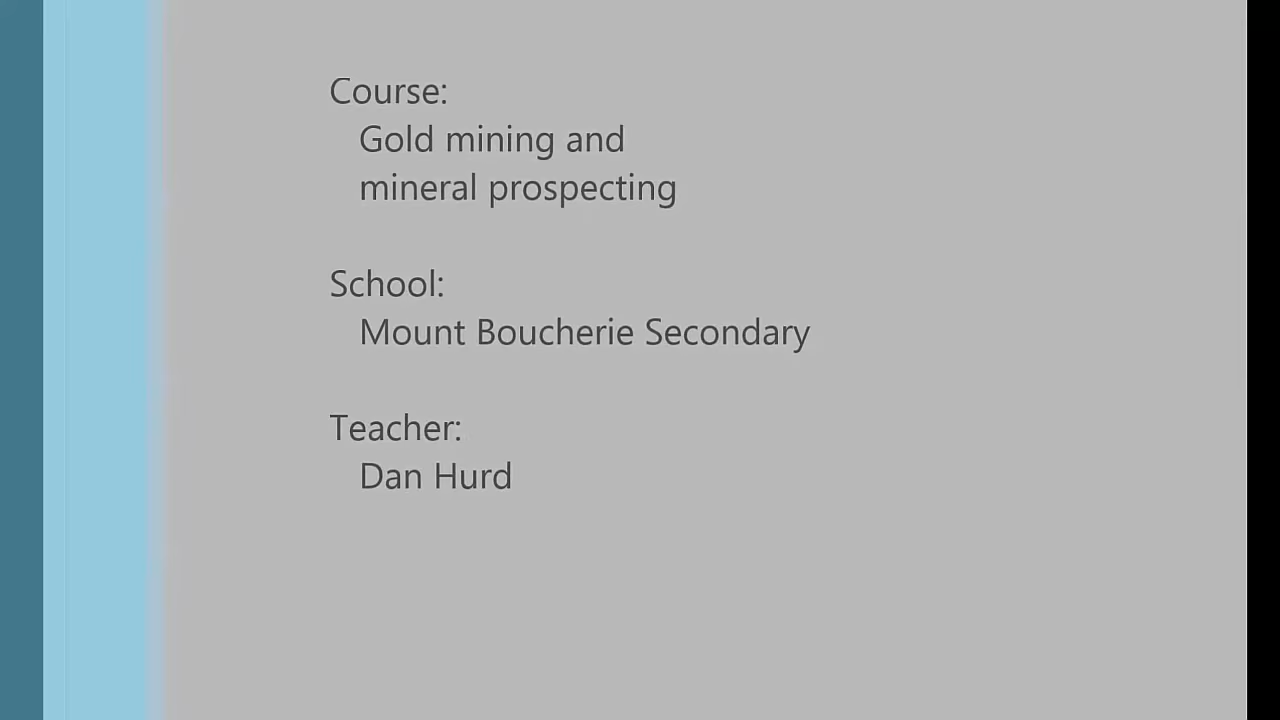 Course:
Gold mining and
mineral prospecting
School:
Mount Boucherie Secondary
Teacher:
Dan Hurd